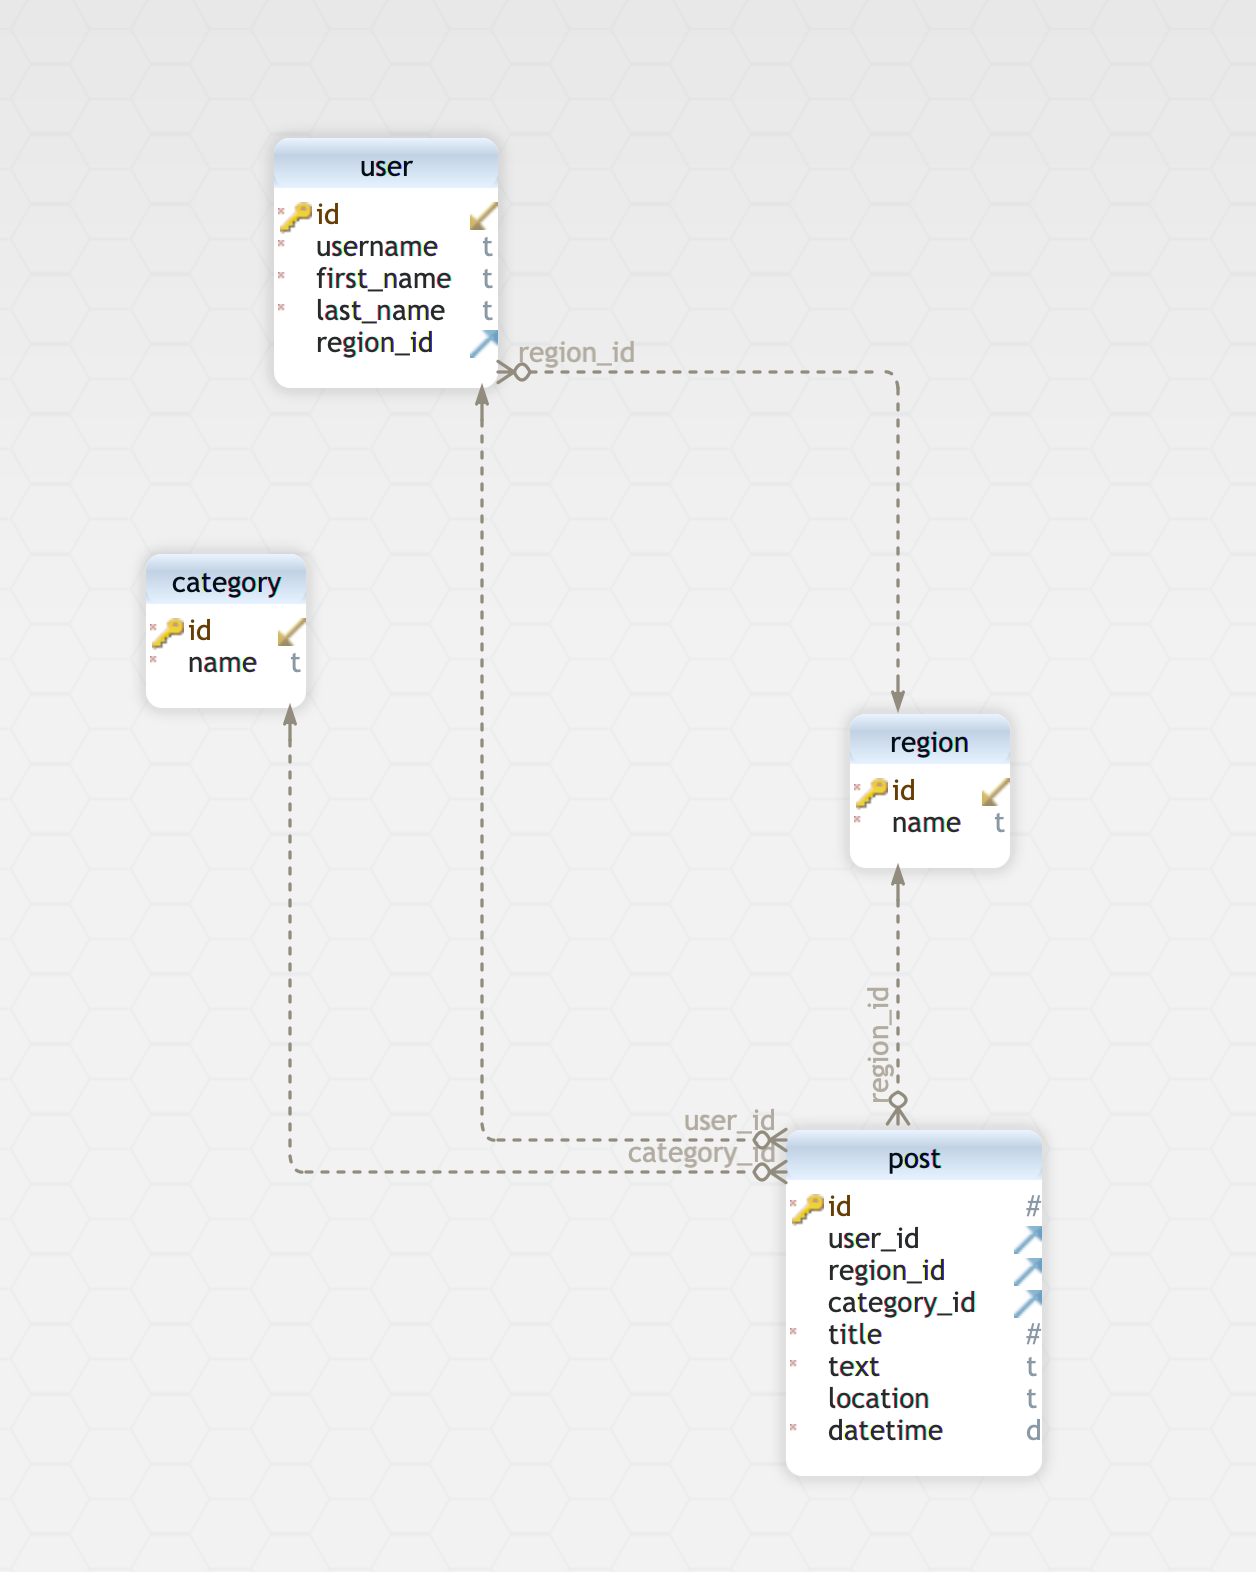 user
id
username t
first_name t
last_name t
region_id
region_id
category
id
name t
region
id
name t
region_id
user_id
category_id
post
id #
user_id
region_id
category_id
title #
text t
location t
datetime d